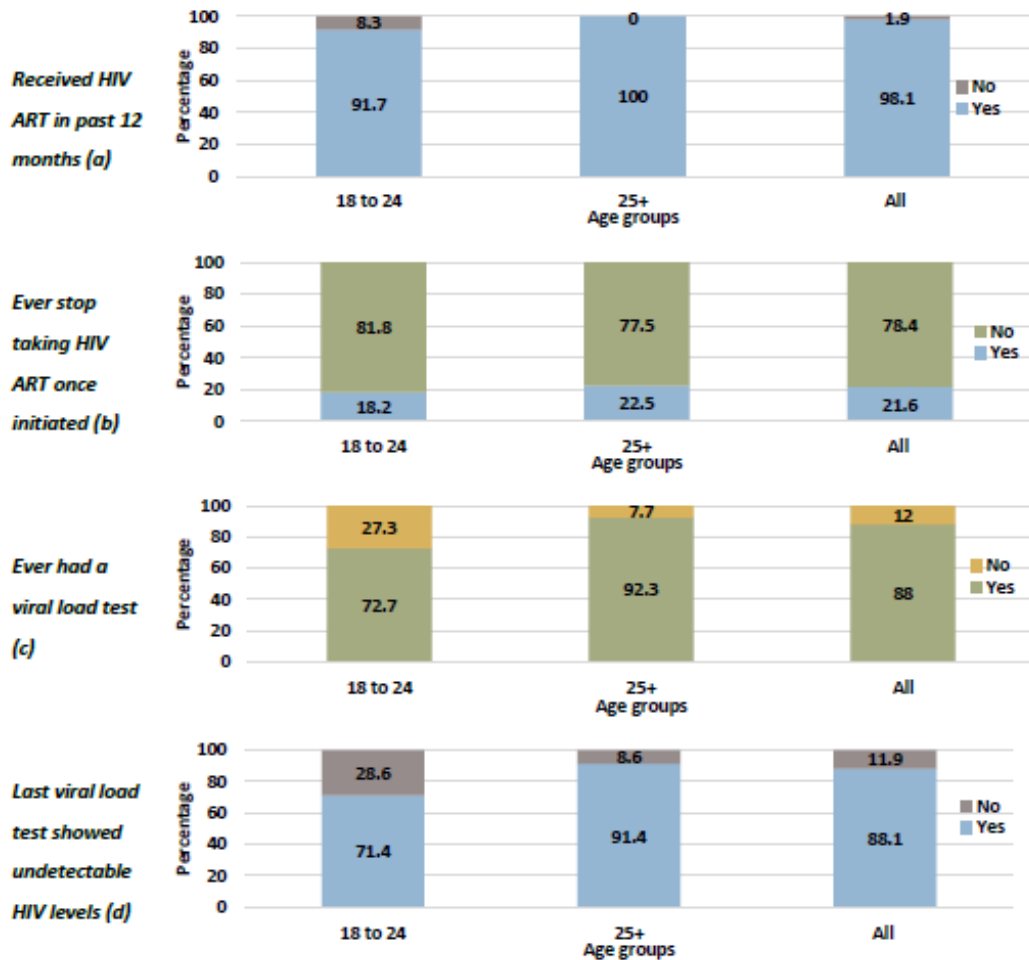 Received HIV
ART in past 12
months (a)
Percentage
100
80
60
40
20
0
8.3
91.7
0
100
1.9
98.1
No
Yes
18 to 24
25+
All
Age groups
Ever stop
taking HIV
ART once
initiated (b)
Percentage
100
80
60
40
20
0
81.8
18.2
77.5
22.5
78.4
21.6
No
Yes
18 to 24
25+
All
Age groups
Ever had a
viral load test
(c)
Percentage
100
80
60
40
20
0
27.3
72.7
7.7
92.3
12
88
No
Yes
18 to 24
25+
All
Age groups
Last viral load
test showed
undetectable
HIV levels (d)
Percentage
100
80
60
40
20
0
28.6
71.4
8.6
91.4
11.9
88.1
No
Yes
18 to 24
25+
All
Age groups